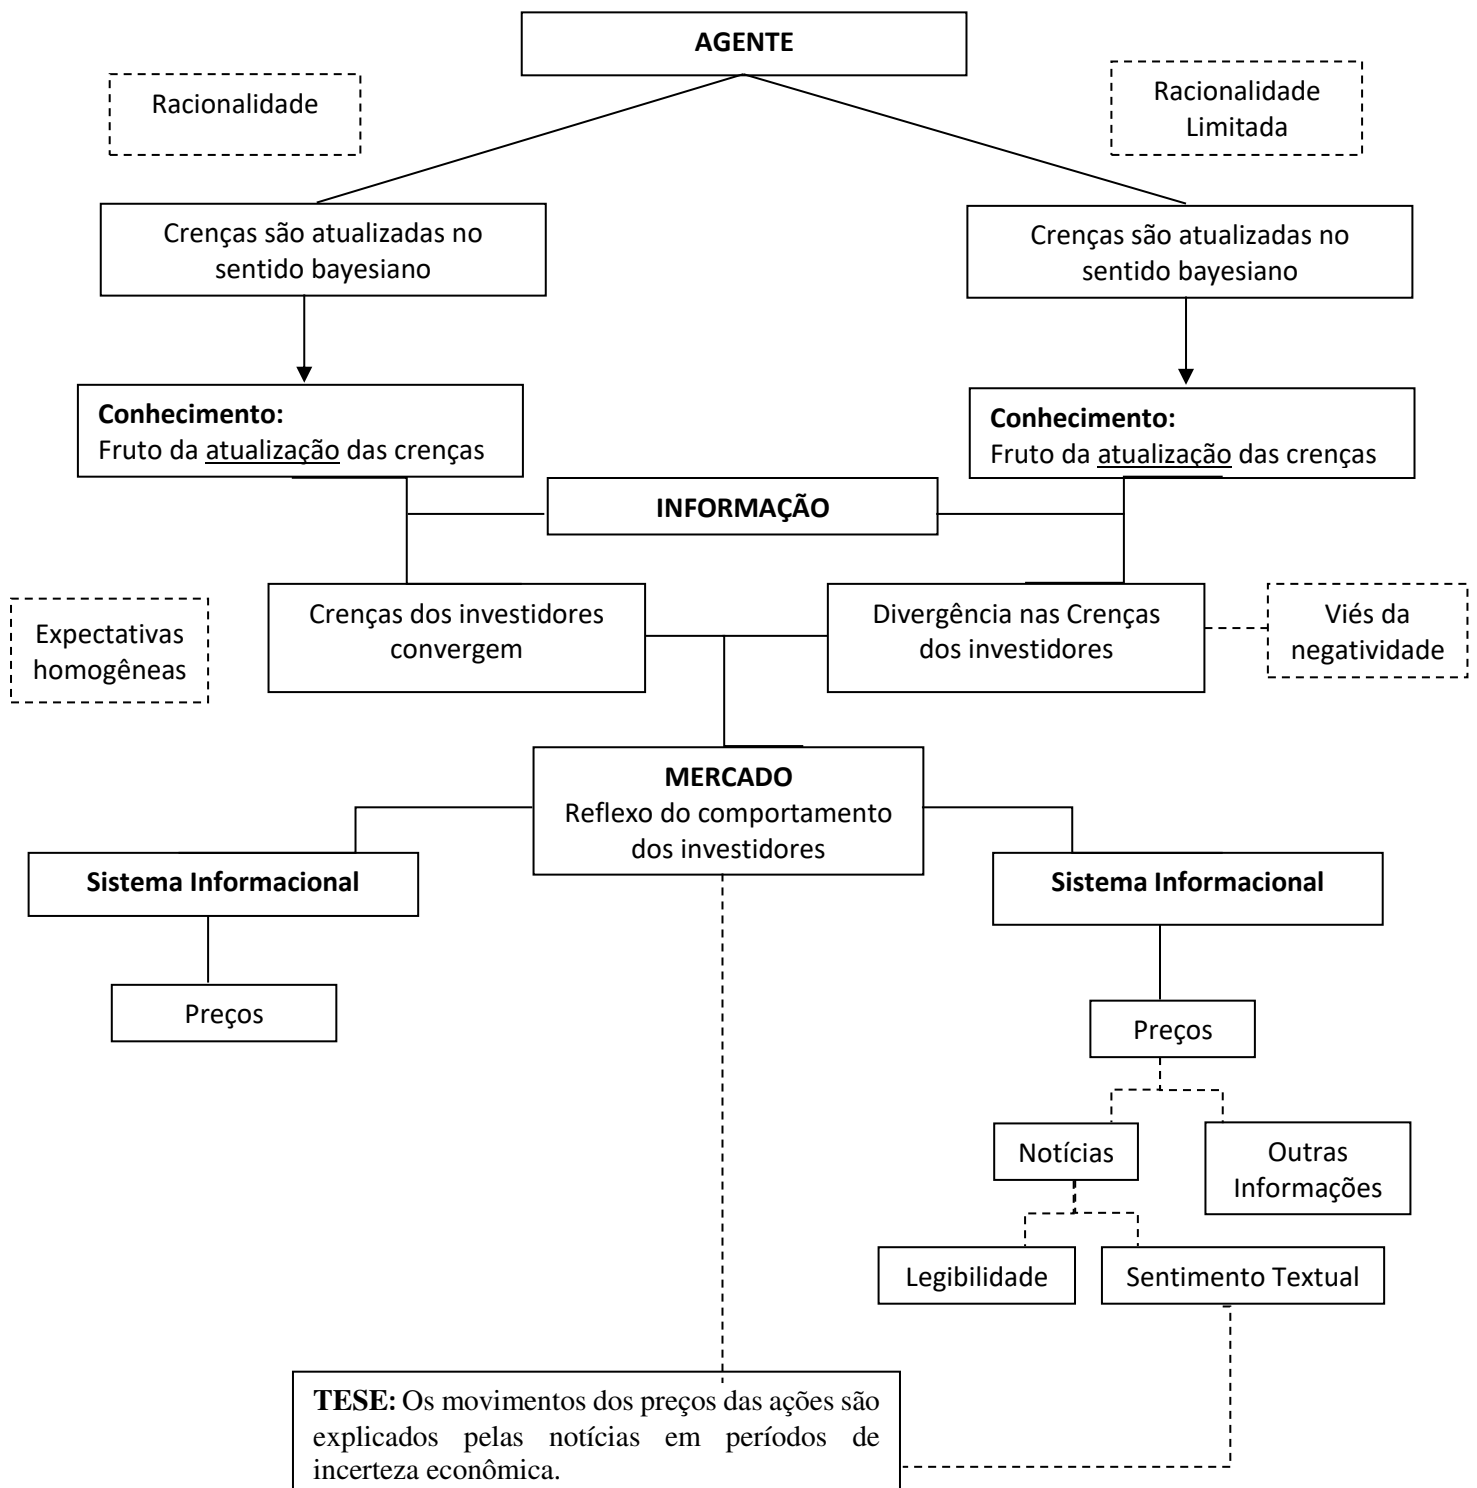 AGENTE
Racionalidade
Racionalidade
Limitada
Crenças são atualizadas no
sentido bayesiano
Crenças são atualizadas no
sentido bayesiano
Conhecimento:
Fruto da atualização das crenças
Conhecimento:
Fruto da atualização das crenças
INFORMAÇÃO
Expectativas
homogêneas
Crenças dos investidores
convergem
Divergência nas Crenças
dos investidores
Viés da
negatividade
MERCADO
Reflexo do comportamento
dos investidores
Sistema Informacional
Sistema Informacional
Preços
Preços
Notícias
Outras
Informações
Legibilidade
Sentimento Textual
TESE: Os movimentos dos preços das ações são
explicados pelas notícias em períodos de
incerteza econômica.